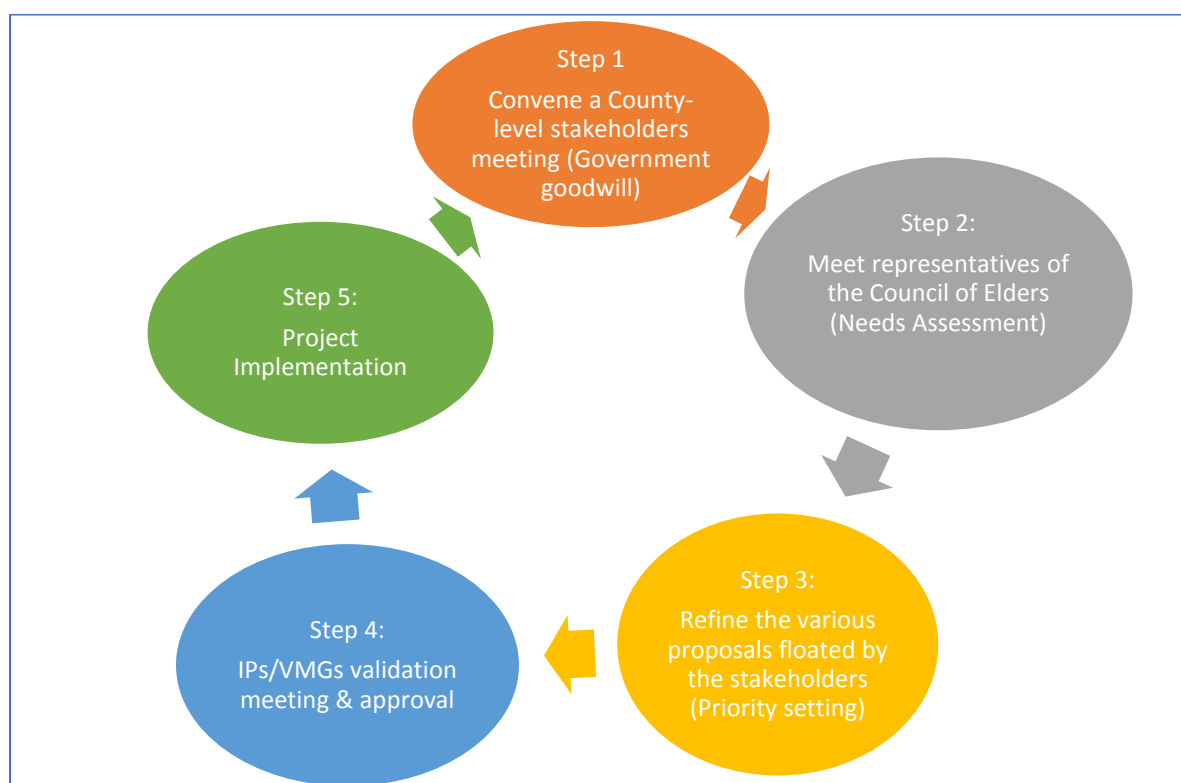 Step 1
Convene a County-
level stakeholders
meeting (Government
goodwill)
Step 2:
Meet representatives of
the Council of Elders
(Needs Assessment)
Step 3:
Refine the various
proposals floated by
the stakeholders
(Priority setting)
Step 4:
IPs/VMGs validation
meeting & approval
Step 5:
Project
Implementation